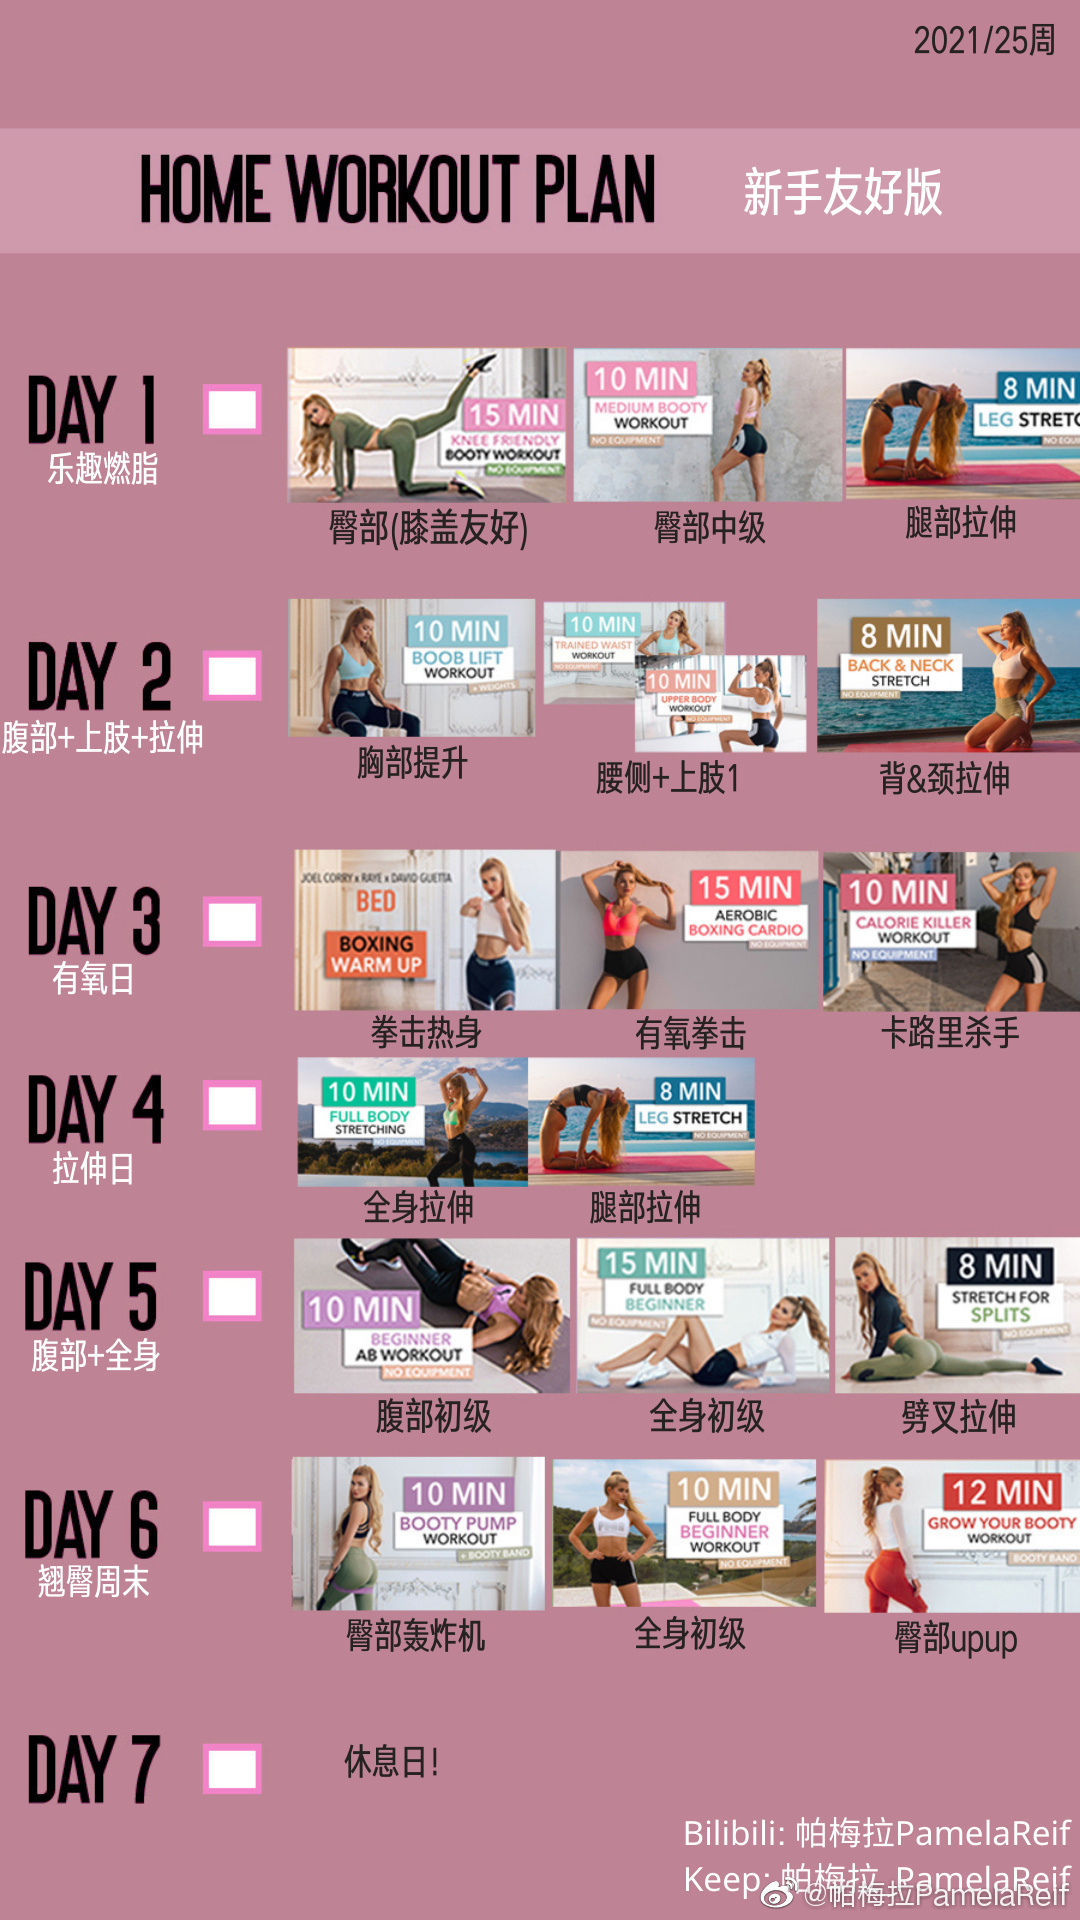 2021/25周
HOME WORKOUT PLAN 新手友好版
DAY 1
乐趣燃脂
15 MIN
KNEE FRIENDLY
BOOTY WORKOUT
NO EQUIPMENT
臀部(膝盖友好)
10 MIN
MEDIUM BOOTY
WORKOUT
NO EQUIPMENT
臀部中级
8 MIN
LEG STRETC
NO EQU
腿部拉伸
DAY 2
腹部+上肢+拉伸
10 MIN
BOOB LIFT
WORKOUT
+ WEIGHTS
胸部提升
10 MIN
TRAINED WAIST
WORKOUT
NO EQUIPMENT
10 MIN
UPPER BODY
WORKOUT
NO EQUIPMENT
腰侧+上肢1
8 MIN
BACK & NECK
STRETCH
NO EQUIPMENT
背&颈拉伸
DAY 3
有氧日
JOEL CORRY x RAYE x DAVID GUETTA
BED
BOXING
WARM UP
拳击热身
15 MIN
AEROBIC
BOXING CARDIO
NO EQUIPMENT
有氧拳击
10 MIN
CALORIE KILLER
WORKOUT
NO EQUIPMENT
卡路里杀手
DAY 4
拉伸日
10 MIN
FULL BODY
STRETCHING
NO EQUIPMENT
全身拉伸
8 MIN
LEG STRETCH
NO EQUIPMENT
腿部拉伸
DAY 5
腹部+全身
10 MIN
BEGINNER
AB WORKOUT
NO EQUIPMENT
腹部初级
15 MIN
FULL BODY
BEGINNER
NO EQUIPMENT
全身初级
8 MIN
STRETCH FOR
SPLITS
NO EQUIPMENT
劈叉拉伸
DAY 6
翘臀周末
10 MIN
BOOTY PUMP
WORKOUT
+ BOOTY BAND
臀部轰炸机
10 MIN
FULL BODY
BEGINNER
WORKOUT
NO EQUIPMENT
全身初级
12 MIN
GROW YOUR BOOTY
WORKOUT
BOOTY BAND
臀部upup
DAY 7
休息日!
Bilibili: 帕梅拉PamelaReif
Keep: 帕梅拉_PamelaReif
@帕梅拉PamelaReif